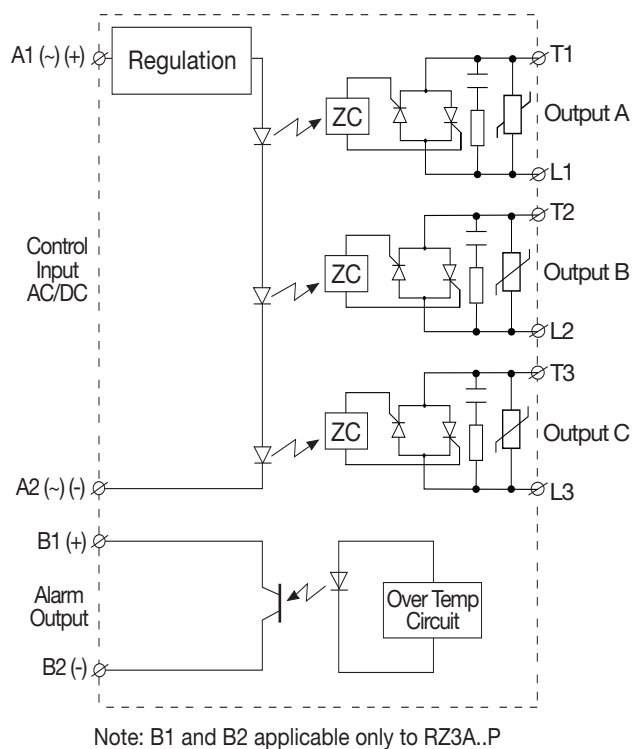 A1 (~) (+)
Regulation
T1
ZC
Output A
L1
T2
Control
Input
AC/DC
ZC
Output B
L2
T3
ZC
Output C
A2 (~) (-)
L3
B1 (+)
Alarm
Output
Over Temp
Circuit
B2 (-)
Note: B1 and B2 applicable only to RZ3A..P